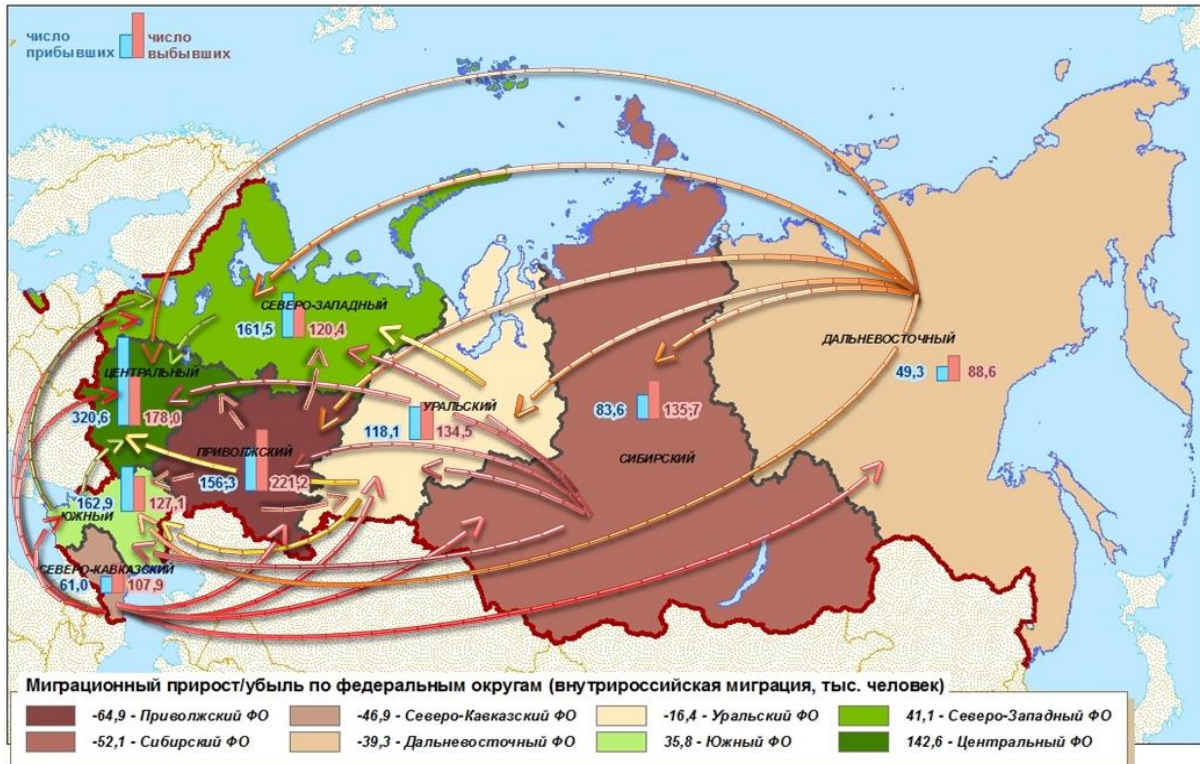 число прибывших
число выбывших
СЕВЕРО-ЗАПАДНЫЙ
161,5 120,4
ДАЛЬНЕВОСТОЧНЫЙ
49,3 88,6
ЦЕНТРАЛЬНЫЙ
320,6 178,0
УРАЛЬСКИЙ
118,1 134,5
83,6 135,7
СИБИРСКИЙ
ПРИВОЛЖСКИЙ
156,3 221,2
162,9 127,1
ЮЖНЫЙ
СЕВЕРО-КАВКАЗСКИЙ
61,0 107,9
Миграционный прирост/убыль по федеральным округам (внутрироссийская миграция, тыс. человек)
-64,9 - Приволжский ФО
-46,9 - Северо-Кавказский ФО
-16,4 - Уральский ФО
41,1 - Северо-Западный ФО
-52,1 - Сибирский ФО
-39,3 - Дальневосточный ФО
35,8 - Южный ФО
142,6 - Центральный ФО